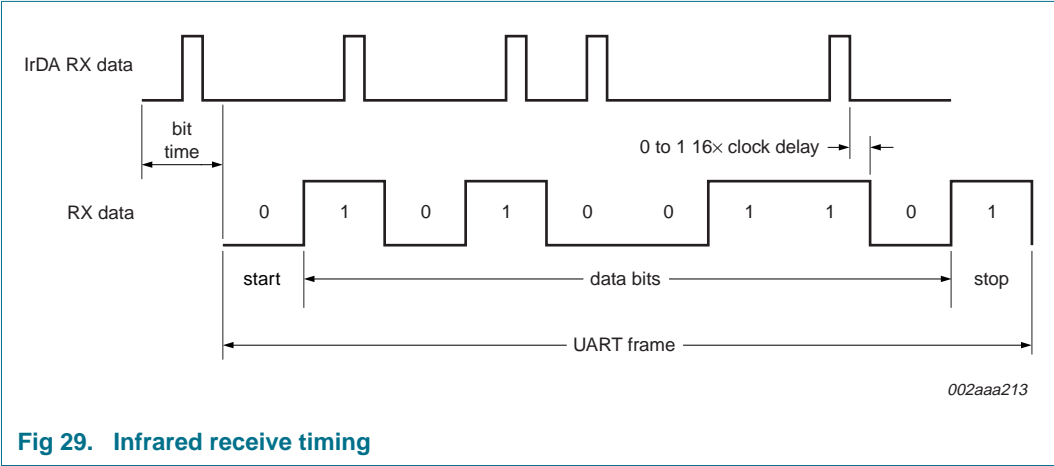 IrDA RX data
bit
time
0 to 1 16× clock delay
RX data
0 1 0 1 0 0 1 1 0 1
start
data bits
stop
UART frame
002aaa213
Fig 29. Infrared receive timing